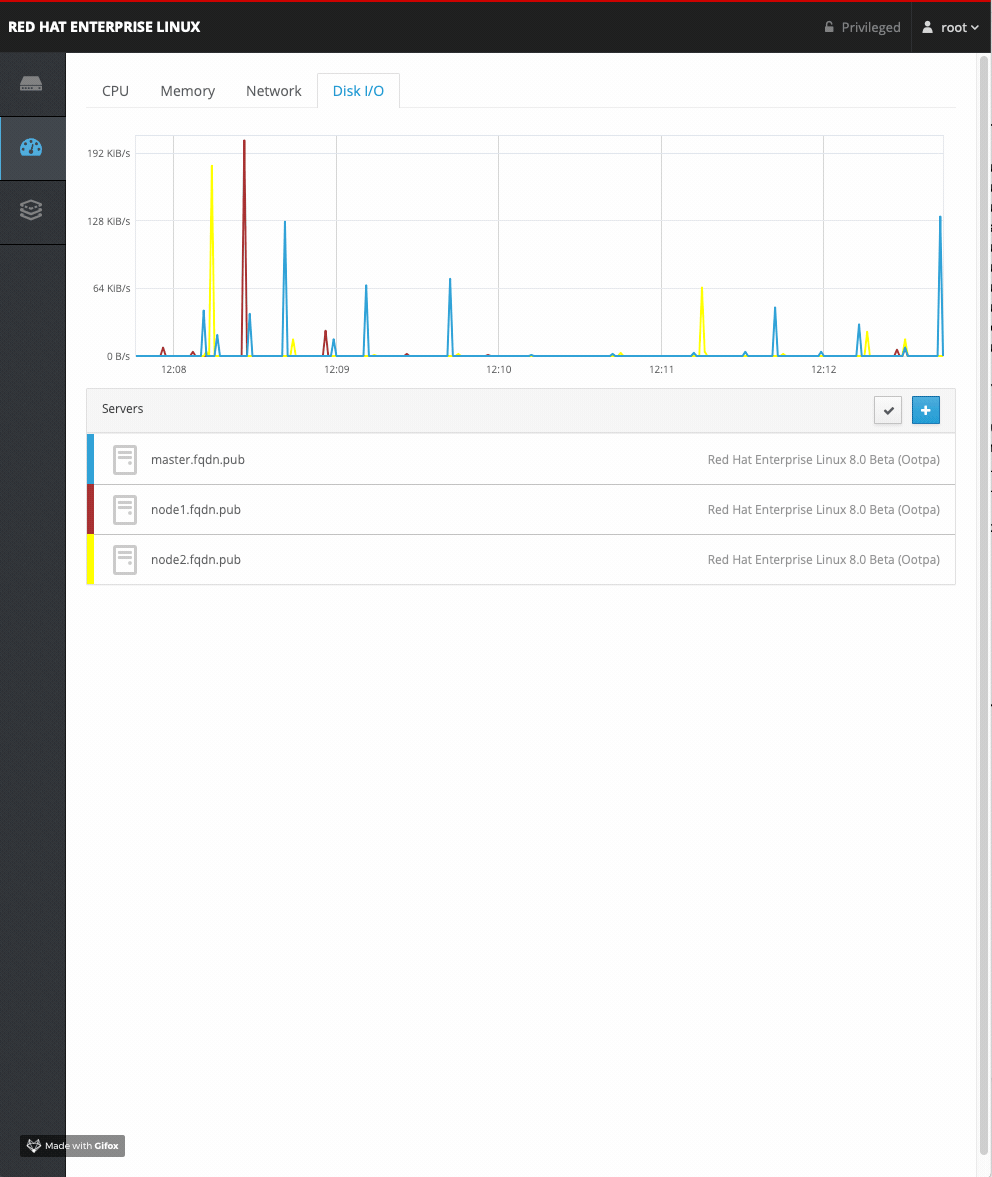 RED HAT ENTERPRISE LINUX
Privileged
root
CPU Memory Network Disk I/O
192 KiB/s
128 KiB/s
64 KiB/s
0 B/s
12:08 12:09 12:10 12:11 12:12
Servers
master.fqdn.pub Red Hat Enterprise Linux 8.0 Beta (Ootpa)
node1.fqdn.pub Red Hat Enterprise Linux 8.0 Beta (Ootpa)
node2.fqdn.pub Red Hat Enterprise Linux 8.0 Beta (Ootpa)
Made with Gifox